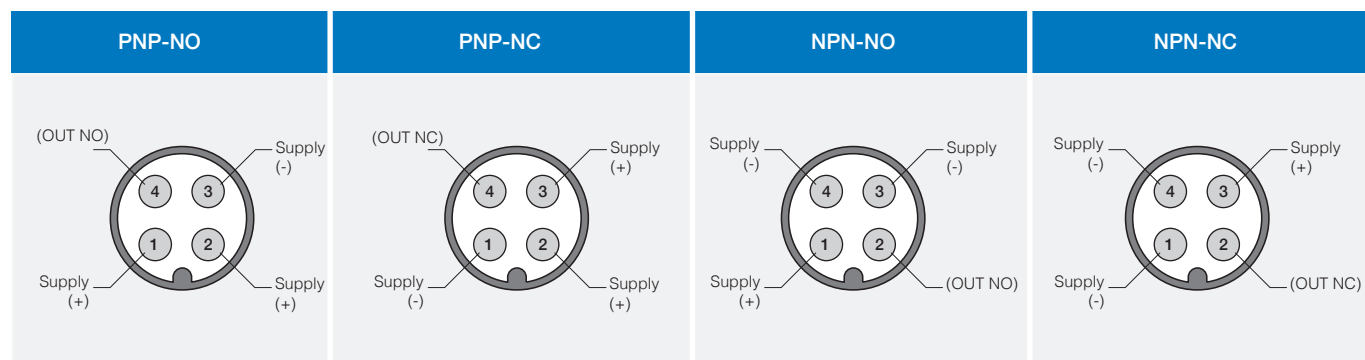 PNP-NO
PNP-NC
NPN-NO
NPN-NC
(OUT NO)
Supply
(-)
4
3
1
2
Supply
(+)
Supply
(+)
(OUT NC)
Supply
(+)
4
3
1
2
Supply
(-)
Supply
(+)
Supply
(-)
Supply
(-)
4
3
1
2
Supply
(+)
(OUT NO)
Supply
(-)
Supply
(+)
4
3
1
2
Supply
(-)
(OUT NC)